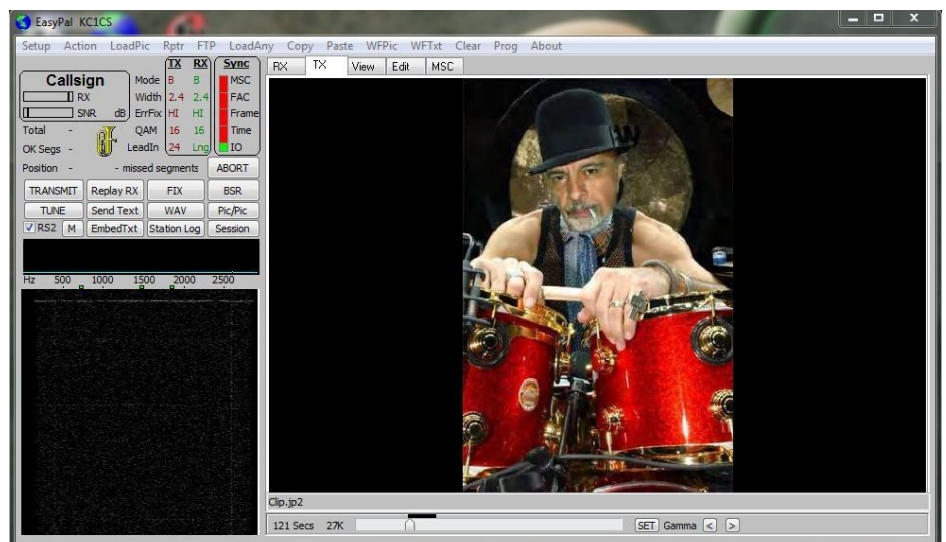 EasyPal KC1CS
Setup Action LoadPic Rptr FTP LoadAny Copy Paste WFPic WFTxt Clear Prog About
TX RX Sync
RX TX View Edit MSC
Callsign
RX
SNR dB
Mode B B MSC
Width 2.4 2.4 FAC
ErrFix HI HI Frame
Total - QAM 16 16 Time
OK Segs - LeadIn 24 Lng IO
Position - - missed segments ABORT
TRANSMIT Replay RX FIX BSR
TUNE Send Text WAV Pic/Pic
RS2 M EmbedTxt Station Log Session
Hz 500 1000 1500 2000 2500
Clip.jp2
121 Secs 27K SET Gamma < >